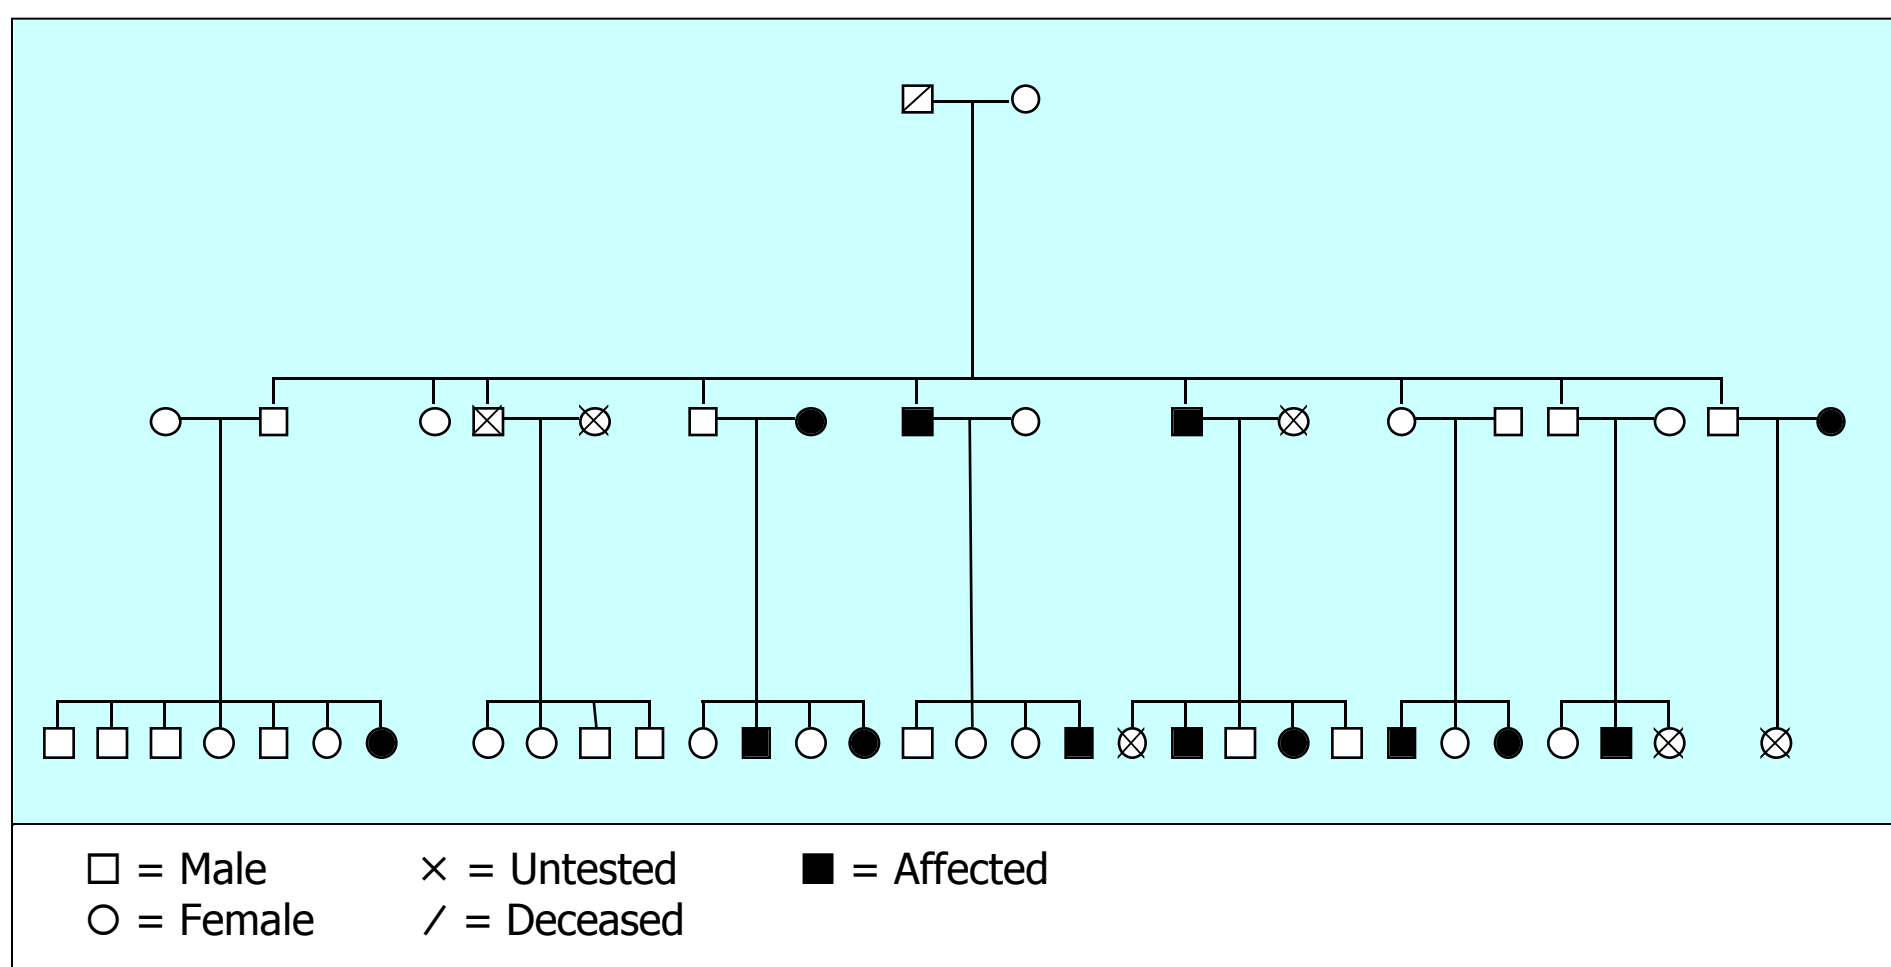 = Male × = Untested = Affected
= Female / = Deceased